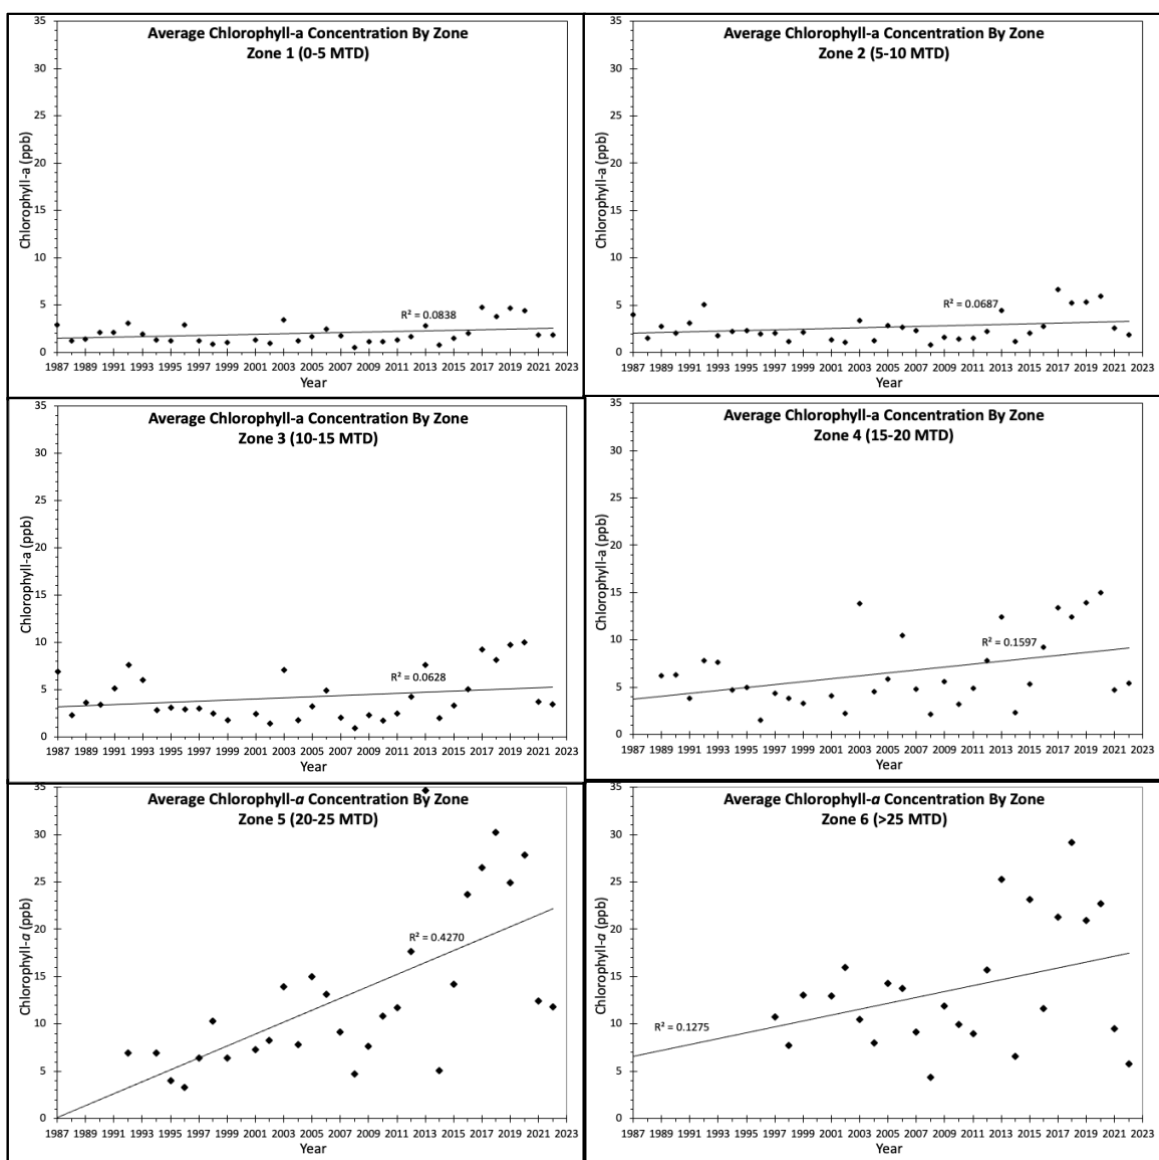 Average Chlorophyll-a Concentration By Zone
Zone 1 (0-5 MTD)
35
30
25
20
15
10
5
0
Chlorophyll-a (ppb)
R² = 0.0838
1987 1989 1991 1993 1995 1997 1999 2001 2003 2005 2007 2009 2011 2013 2015 2017 2019 2021 2023
Year
Average Chlorophyll-a Concentration By Zone
Zone 2 (5-10 MTD)
35
30
25
20
15
10
5
0
Chlorophyll-a (ppb)
R² = 0.0687
1987 1989 1991 1993 1995 1997 1999 2001 2003 2005 2007 2009 2011 2013 2015 2017 2019 2021 2023
Year
Average Chlorophyll-a Concentration By Zone
Zone 3 (10-15 MTD)
35
30
25
20
15
10
5
0
Chlorophyll-a (ppb)
R² = 0.0628
1987 1989 1991 1993 1995 1997 1999 2001 2003 2005 2007 2009 2011 2013 2015 2017 2019 2021 2023
Year
Average Chlorophyll-a Concentration By Zone
Zone 4 (15-20 MTD)
35
30
25
20
15
10
5
0
Chlorophyll-a (ppb)
R² = 0.1597
1987 1989 1991 1993 1995 1997 1999 2001 2003 2005 2007 2009 2011 2013 2015 2017 2019 2021 2023
Year
Average Chlorophyll-a Concentration By Zone
Zone 5 (20-25 MTD)
35
30
25
20
15
10
5
0
Chlorophyll-a (ppb)
R² = 0.4270
1987 1989 1991 1993 1995 1997 1999 2001 2003 2005 2007 2009 2011 2013 2015 2017 2019 2021 2023
Year
Average Chlorophyll-a Concentration By Zone
Zone 6 (>25 MTD)
35
30
25
20
15
10
5
0
Chlorophyll-a (ppb)
R² = 0.1275
1987 1989 1991 1993 1995 1997 1999 2001 2003 2005 2007 2009 2011 2013 2015 2017 2019 2021 2023
Year